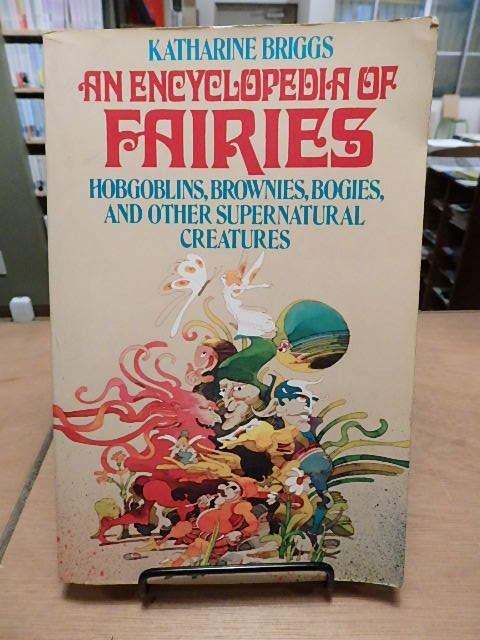 KATHARINE BRIGGS
AN ENCYCLOPEDIA OF
FAIRIES
HOBGOBLINS, BROWNIES, BOGIES,
AND OTHER SUPERNATURAL
CREATURES